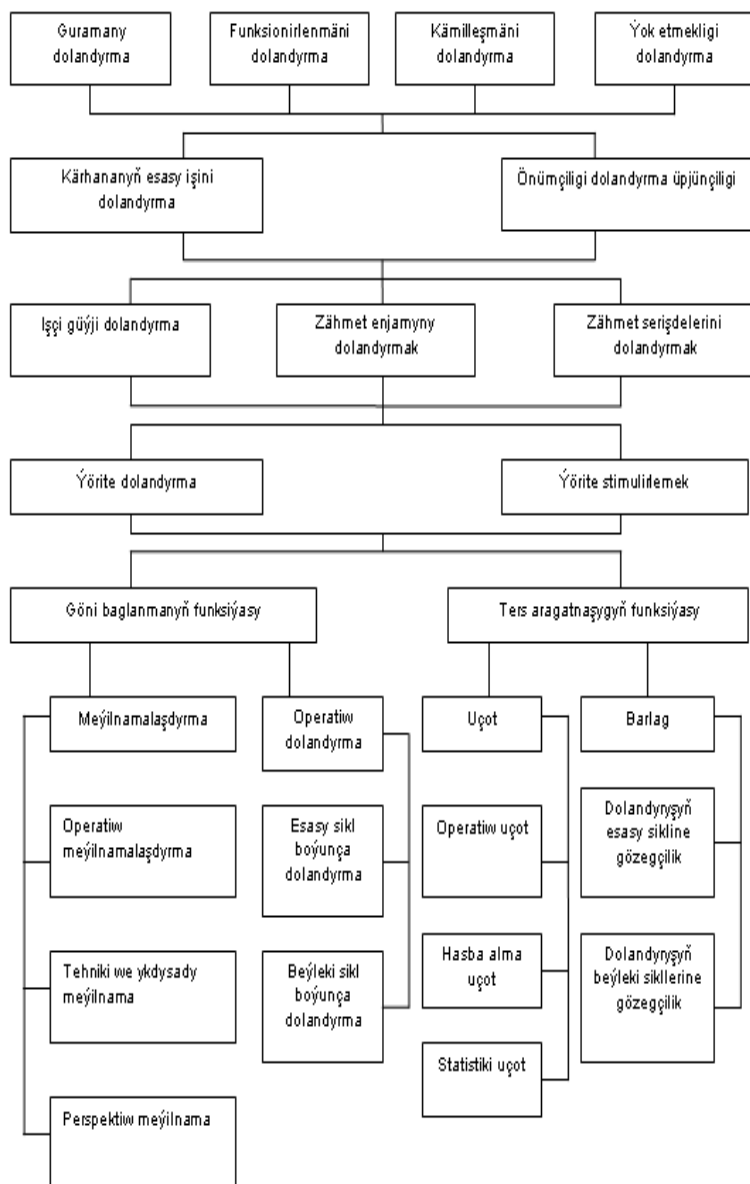 Guramany
dolandyrma
Funksionirlenmäni
dolandyrma
Kämilleşmäni
dolandyrma
Ýok etmekligi
dolandyrma
Kärhananyň esasy işini
dolandyrma
Önümçiligi dolandyrma üpjünçiligi
Işçi güýji dolandyrma
Zähmet enjamyny
dolandyrmak
Zähmet serişdelerini
dolandyrmak
Ýörite dolandyrma
Ýörite stimulirlemek
Göni baglanmanyň funksiýasy
Ters aragatnaşygyň funksiýasy
Meýilnamalaşdyrma
Operatiw
dolandyrma
Uçot
Barlag
Operatiw
meýilnamalaşdyrma
Esasy sikl
boýunça
dolandyrma
Operatiw uçot
Dolandyryşyň
esasy sikline
gözegçilik
Tehniki we ykdysady
meýilnama
Beýleki sikl
boýunça
dolandyrma
Hasba alma
uçot
Dolandyryşyň
beýleki sikllerine
gözegçilik
Statistiki uçot
Perspektiw meýilnama